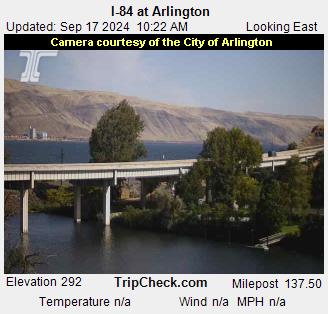 I-84 at Arlington
Updated: Sep 17 2024 10:22 AM Looking East
Camera courtesy of the City of Arlington
Elevation 292 TripCheck.com Milepost 137.50
Temperature n/a Wind n/a MPH n/a